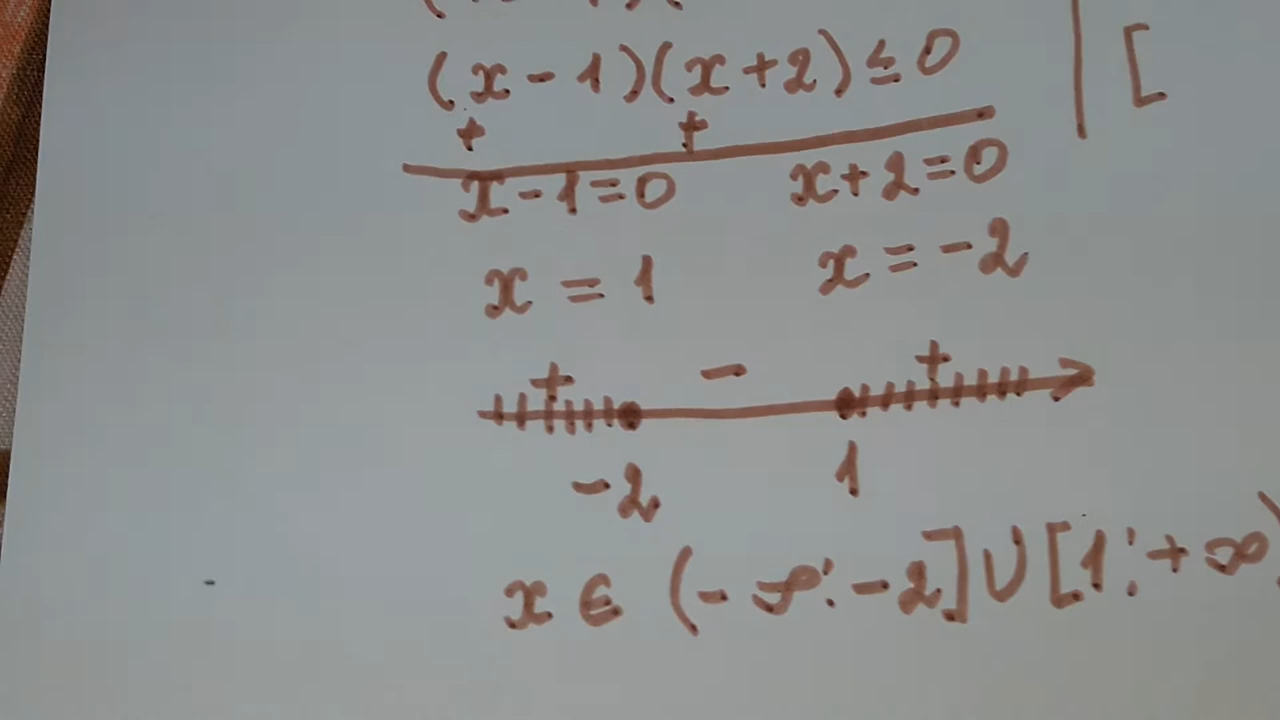 (x-1)(x+2)≤0
+ +
x-1=0 x+2=0
x=1 x=-2
+ - +
-2 1
x∈(-∞;-2]∪[1;+∞)
[